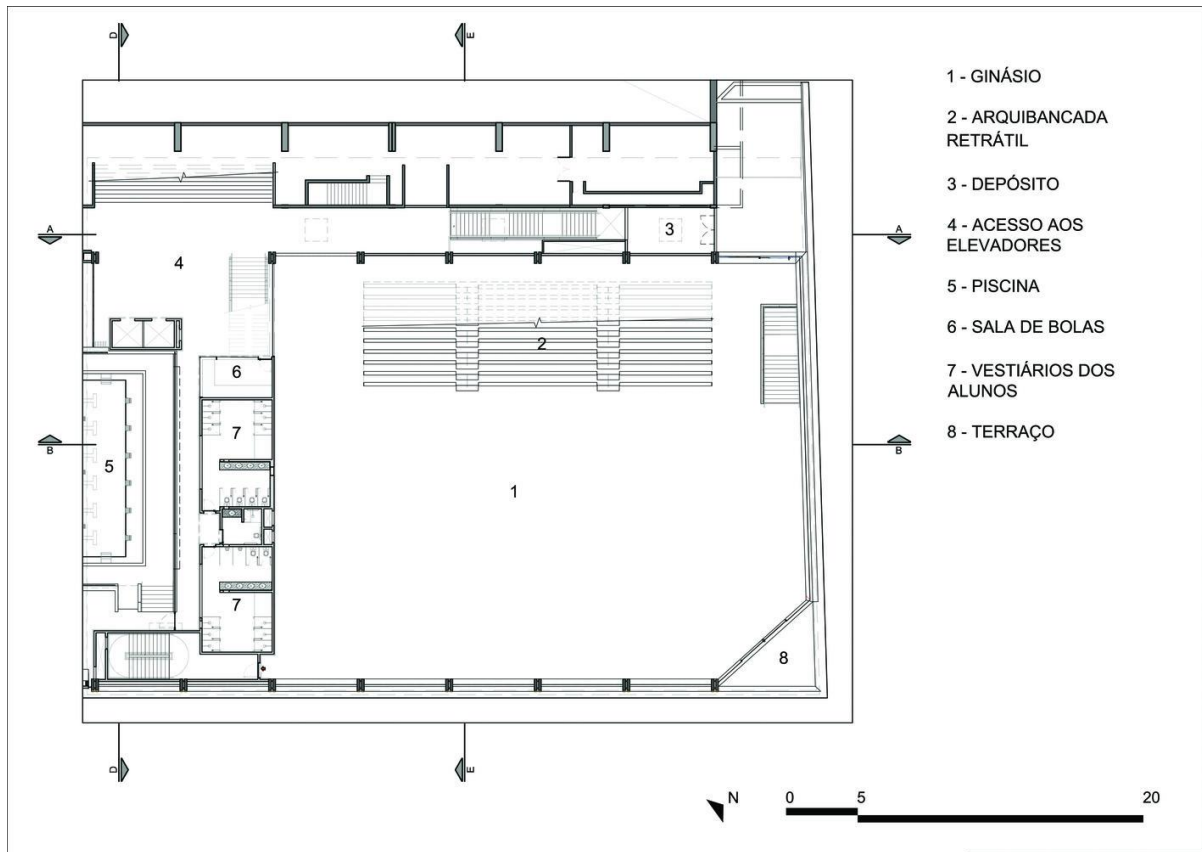 D
E
1 - GINÁSIO
2 - ARQUIBANCADA
RETRÁTIL
3 - DEPÓSITO
4 - ACESSO AOS
ELEVADORES
5 - PISCINA
6 - SALA DE BOLAS
7 - VESTIÁRIOS DOS
ALUNOS
8 - TERRAÇO
A
3
A
4
2
6
7
B
5
B
1
7
8
D
E
N
0
5
20